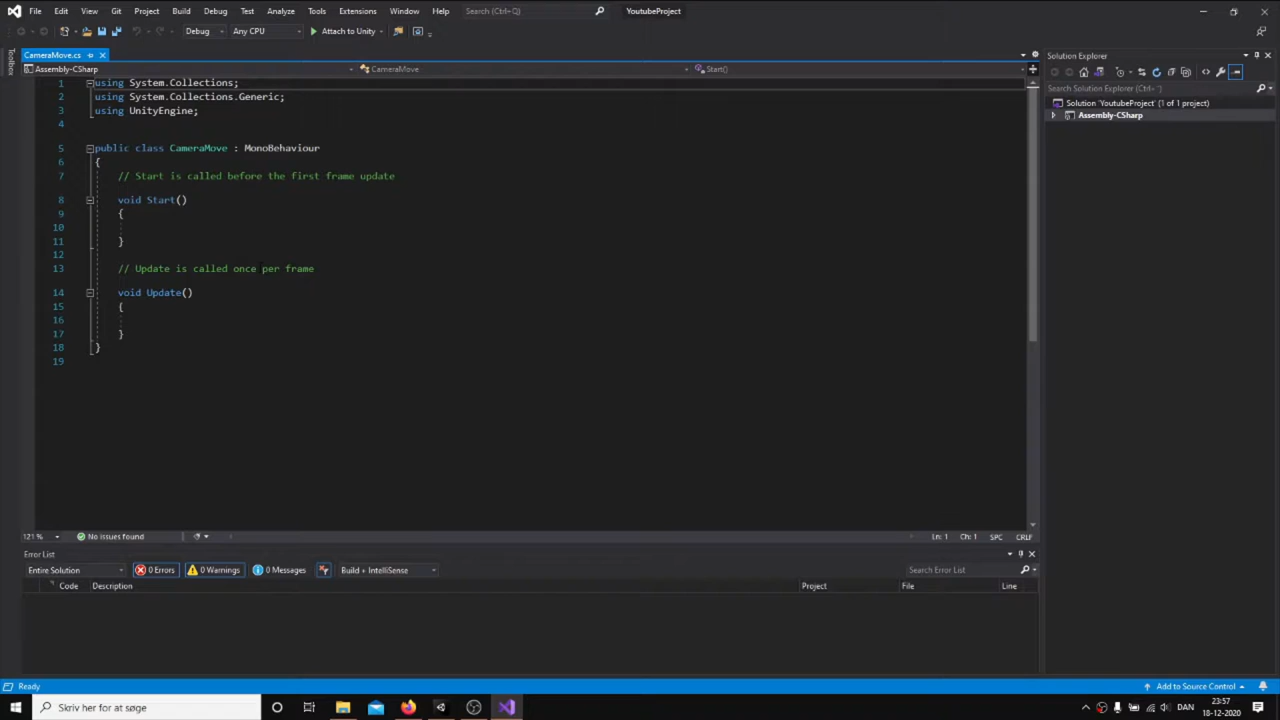 File Edit View Git Project Build Debug Test Analyze Tools Extensions Window Help Search (Ctrl+Q) YoutubeProject
Debug Any CPU Attach to Unity
Toolbox
CameraMove.cs
Solution Explorer
Assembly-CSharp CameraMove Start()
Search Solution Explorer (Ctrl+')
Solution 'YoutubeProject' (1 of 1 project)
Assembly-CSharp
1 using System.Collections;
2 using System.Collections.Generic;
3 using UnityEngine;
4
5 public class CameraMove : MonoBehaviour
6 {
7 // Start is called before the first frame update
8 void Start()
9 {
10
11 }
12
13 // Update is called once per frame
14 void Update()
15 {
16
17 }
18 }
19
121 % No issues found Ln: 1 Ch: 1 SPC CRLF
Error List
Entire Solution 0 Errors 0 Warnings 0 Messages Build + IntelliSense Search Error List
Code Description Project File Line
Ready Add to Source Control
Skriv her for at søge
DAN
23:57
18-12-2020